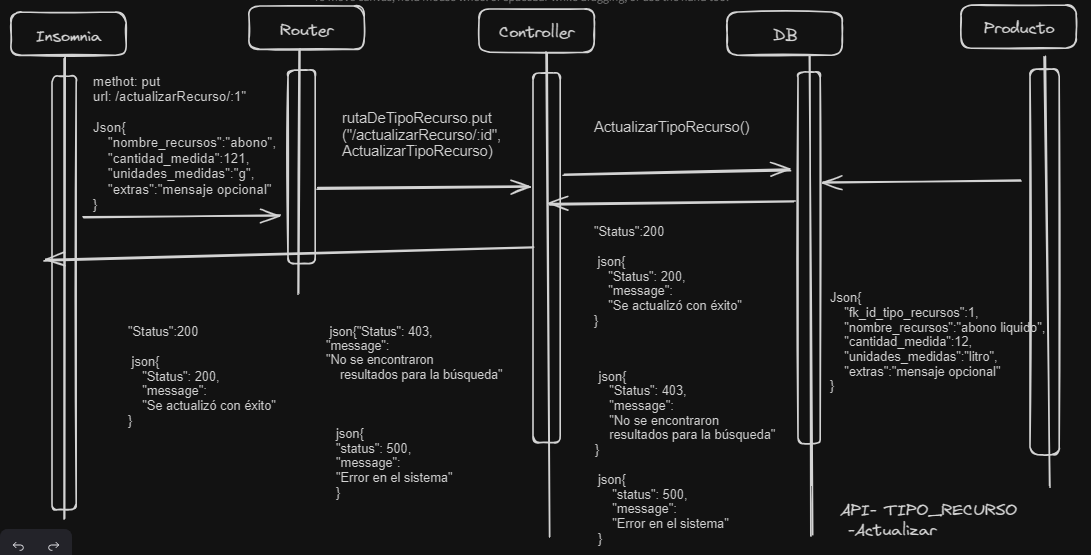 Insomnia
Router
Controller
DB
Producto
methot: put
url: /actualizarRecurso/:1"
Json{
"nombre_recursos":"abono",
"cantidad_medida":121,
"unidades_medidas":"g",
"extras":"mensaje opcional"
}
rutaDeTipoRecurso.put
("/actualizarRecurso/:id",
ActualizarTipoRecurso)
ActualizarTipoRecurso()
"Status":200
json{
"Status": 200,
"message":
"Se actualizó con éxito"
}
json{"Status": 403,
"message":
"No se encontraron
resultados para la búsqueda"
json{
"status": 500,
"message":
"Error en el sistema"
}
"Status":200
json{
"Status": 200,
"message":
"Se actualizó con éxito"
}
json{
"Status": 403,
"message":
"No se encontraron
resultados para la búsqueda"
}
json{
"status": 500,
"message":
"Error en el sistema"
}
Json{
"fk_id_tipo_recursos":1,
"nombre_recursos":"abono liquido",
"cantidad_medida":12,
"unidades_medidas":"litro",
"extras":"mensaje opcional"
}
API- TIPO_RECURSO
-Actualizar